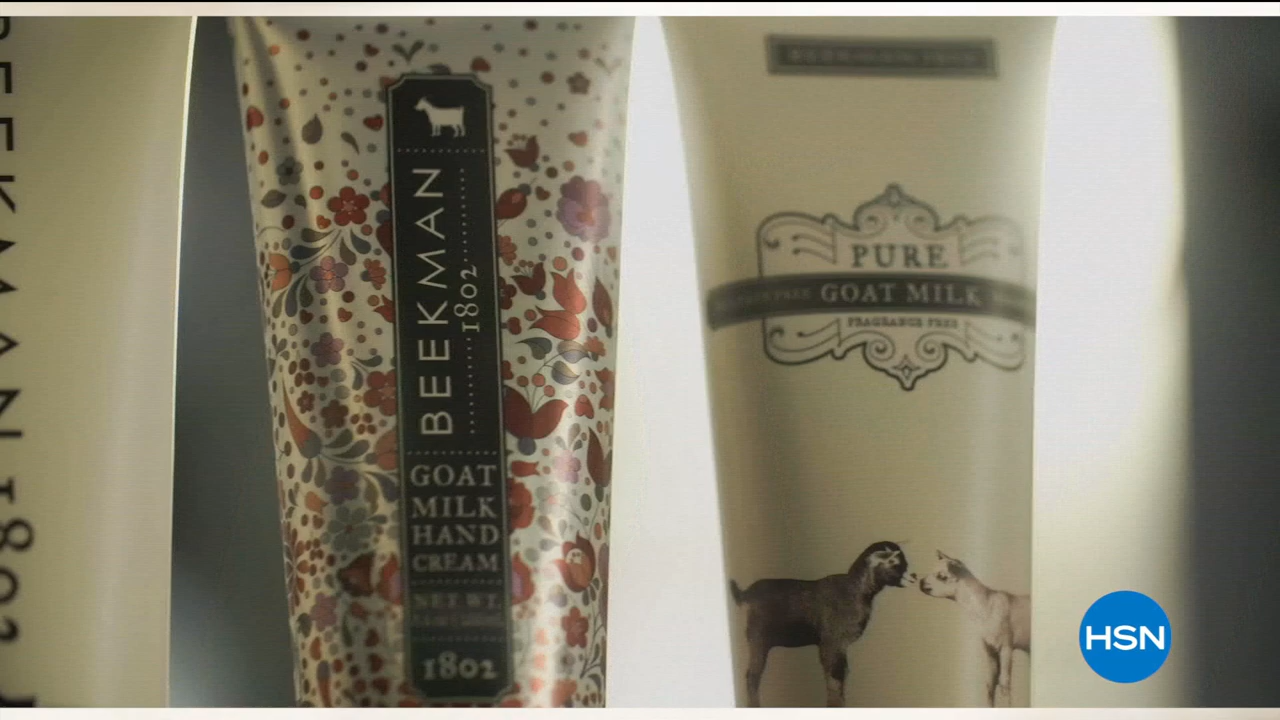 BEEKMAN 1802
BEEKMAN
1802
GOAT
MILK
HAND
CREAM
NET WT.
1802
PURE
GOAT MILK
FRAGRANCE FREE
HSN